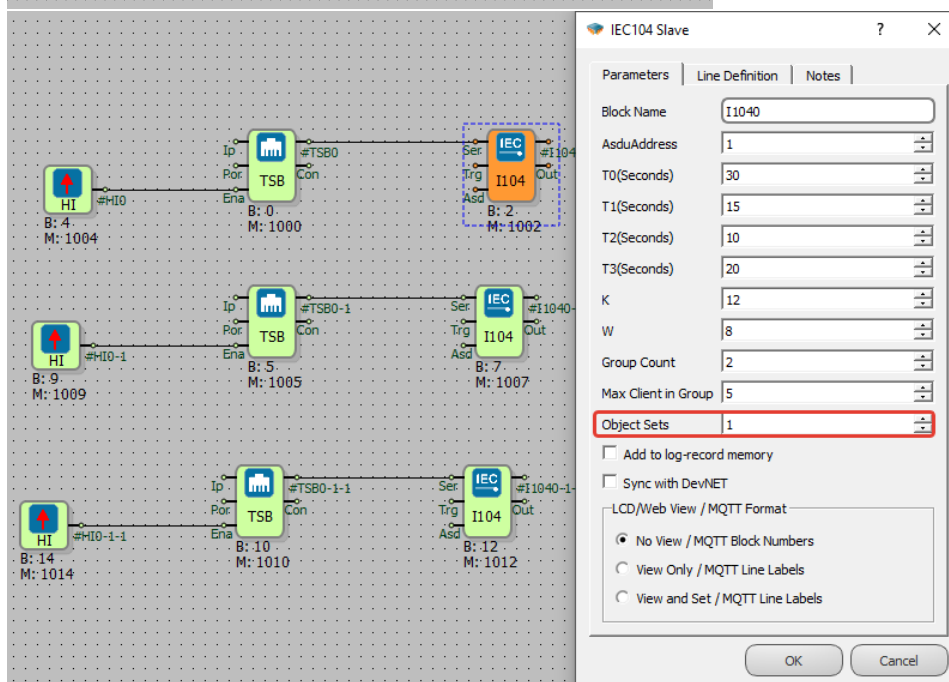 Ip
Por
Ena
TSB
#TSB0
Con
B: 0
M: 1000
HI
#HI0
B: 4
M: 1004
Ser
Trg
Asd
IEC
I104
#I104
Out
B: 2
M: 1002
Ip
Por
Ena
TSB
#TSB0-1
Con
B: 5
M: 1005
HI
#HI0-1
B: 9
M: 1009
Ser
Trg
Asd
IEC
I104
#I1040-
Out
B: 7
M: 1007
Ip
Por
Ena
TSB
#TSB0-1-1
Con
B: 10
M: 1010
HI
#HI0-1-1
B: 14
M: 1014
Ser
Trg
Asd
IEC
I104
#I1040-1-
Out
B: 12
M: 1012
IEC104 Slave ? ×
Parameters Line Definition Notes
Block Name I1040
AsduAddress 1
T0(Seconds) 30
T1(Seconds) 15
T2(Seconds) 10
T3(Seconds) 20
K 12
W 8
Group Count 2
Max Client in Group 5
Object Sets 1
Add to log-record memory
Sync with DevNET
LCD/Web View / MQTT Format
No View / MQTT Block Numbers
View Only / MQTT Line Labels
View and Set / MQTT Line Labels
OK Cancel